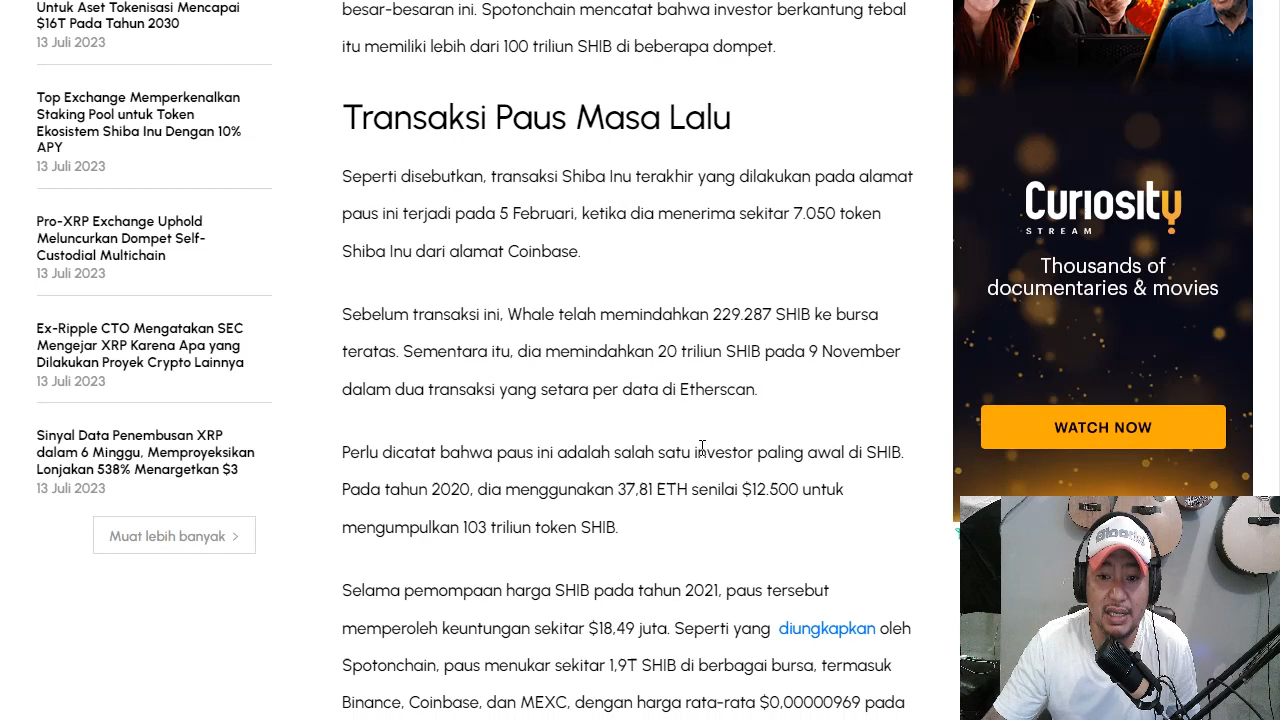 Untuk Aset Tokenisasi Mencapai
$16T Pada Tahun 2030
13 Juli 2023
Top Exchange Memperkenalkan
Staking Pool untuk Token
Ekosistem Shiba Inu Dengan 10%
APY
13 Juli 2023
Pro-XRP Exchange Uphold
Meluncurkan Dompet Self-
Custodial Multichain
13 Juli 2023
Ex-Ripple CTO Mengatakan SEC
Mengejar XRP Karena Apa yang
Dilakukan Proyek Crypto Lainnya
13 Juli 2023
Sinyal Data Penembusan XRP
dalam 6 Minggu, Memproyeksikan
Lonjakan 538% Menargetkan $3
13 Juli 2023
Muat lebih banyak
besar-besaran ini. Spotonchain mencatat bahwa investor berkantung tebal
itu memiliki lebih dari 100 triliun SHIB di beberapa dompet.
Transaksi Paus Masa Lalu
Seperti disebutkan, transaksi Shiba Inu terakhir yang dilakukan pada alamat
paus ini terjadi pada 5 Februari, ketika dia menerima sekitar 7.050 token
Shiba Inu dari alamat Coinbase.
Sebelum transaksi ini, Whale telah memindahkan 229.287 SHIB ke bursa
teratas. Sementara itu, dia memindahkan 20 triliun SHIB pada 9 November
dalam dua transaksi yang setara per data di Etherscan.
Perlu dicatat bahwa paus ini adalah salah satu investor paling awal di SHIB.
Pada tahun 2020, dia menggunakan 37,81 ETH senilai $12.500 untuk
mengumpulkan 103 triliun token SHIB.
Selama pemompaan harga SHIB pada tahun 2021, paus tersebut
memperoleh keuntungan sekitar $18,49 juta. Seperti yang diungkapkan oleh
Spotonchain, paus menukar sekitar 1,9T SHIB di berbagai bursa, termasuk
Binance, Coinbase, dan MEXC, dengan harga rata-rata $0,00000969 pada
Curiosity
STREAM
Thousands of
documentaries & movies
WATCH NOW